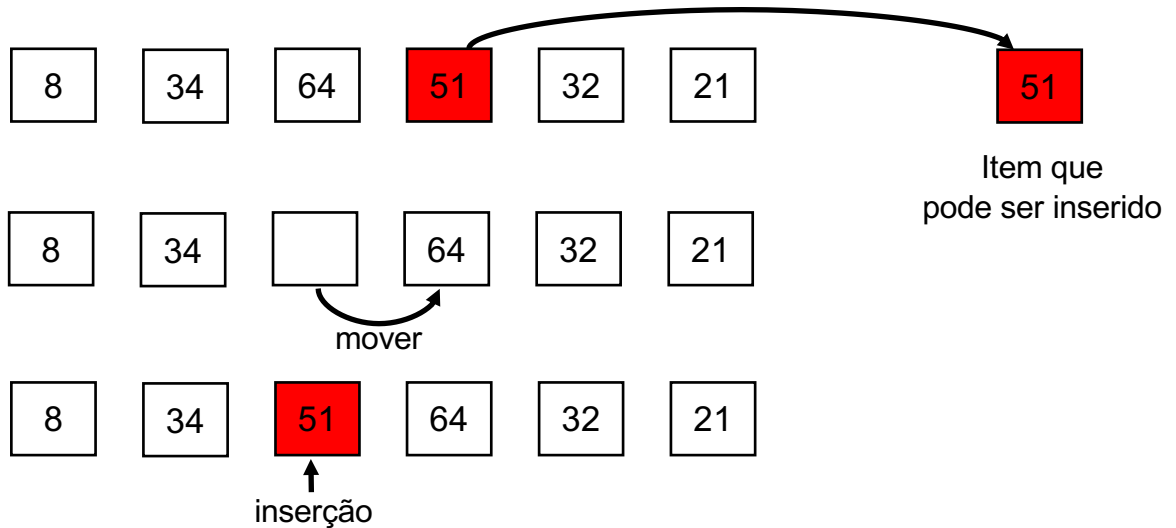 8 34 64 51 32 21 51
Item que
pode ser inserido
8 34 64 32 21
mover
8 34 51 64 32 21
inserção